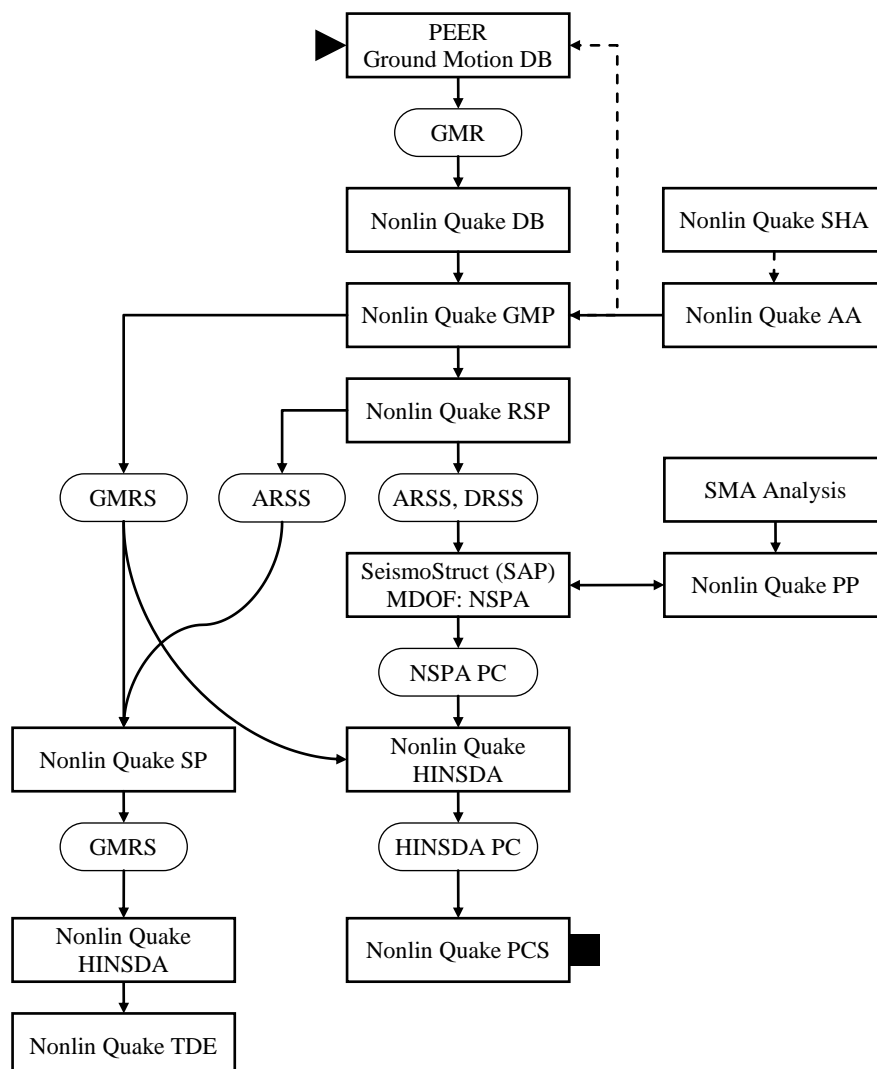 PEER
Ground Motion DB
GMR
Nonlin Quake DB
Nonlin Quake SHA
Nonlin Quake GMP
Nonlin Quake AA
Nonlin Quake RSP
GMRS
ARSS
ARSS, DRSS
SMA Analysis
SeismoStruct (SAP)
MDOF: NSPA
Nonlin Quake PP
NSPA PC
Nonlin Quake SP
Nonlin Quake
HINSDA
GMRS
HINSDA PC
Nonlin Quake
HINSDA
Nonlin Quake PCS
Nonlin Quake TDE